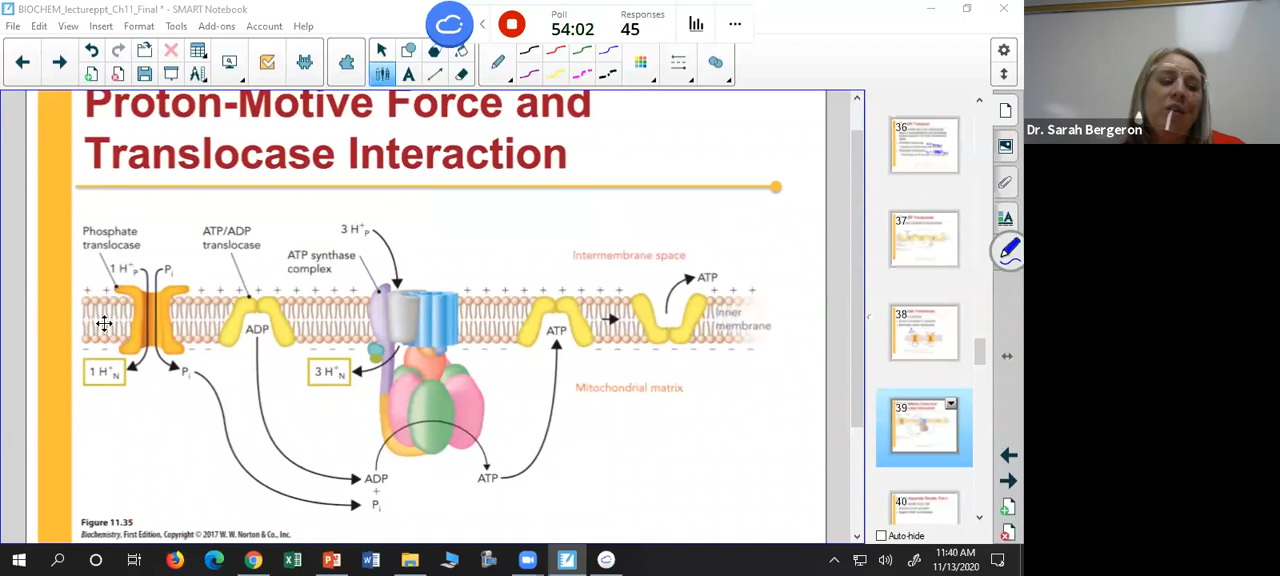 BIOCHEM_lectureppt_Ch11_Final * - SMART Notebook
Poll
Responses
54:02
45
File Edit View Insert Format Tools Add-ons Account Help
Dr. Sarah Bergeron
Proton-Motive Force and
Translocase Interaction
Phosphate
translocase
ATP/ADP
translocase
3 H⁺P
ATP synthase
complex
Intermembrane space
1 H⁺P
Pi
ATP
ADP
ATP
Inner
membrane
1 H⁺N
Pi
3 H⁺N
Mitochondrial matrix
ADP
+
Pi
ATP
Figure 11.35
Biochemistry, First Edition, Copyright © 2017 W. W. Norton & Co., Inc.
36
37
38
39
40
Auto-hide
11:40 AM
11/13/2020